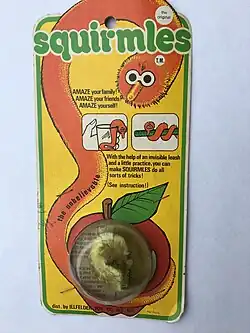 the
original
squirmles
T.M.
AMAZE your family!
AMAZE your friends!
AMAZE yourself!
With the help of an invisible leash
and a little practice, you can
make SQUIRMLES do all
sorts of tricks!
(See instruction!)
the unbelievable
dist. by ILLFELDER